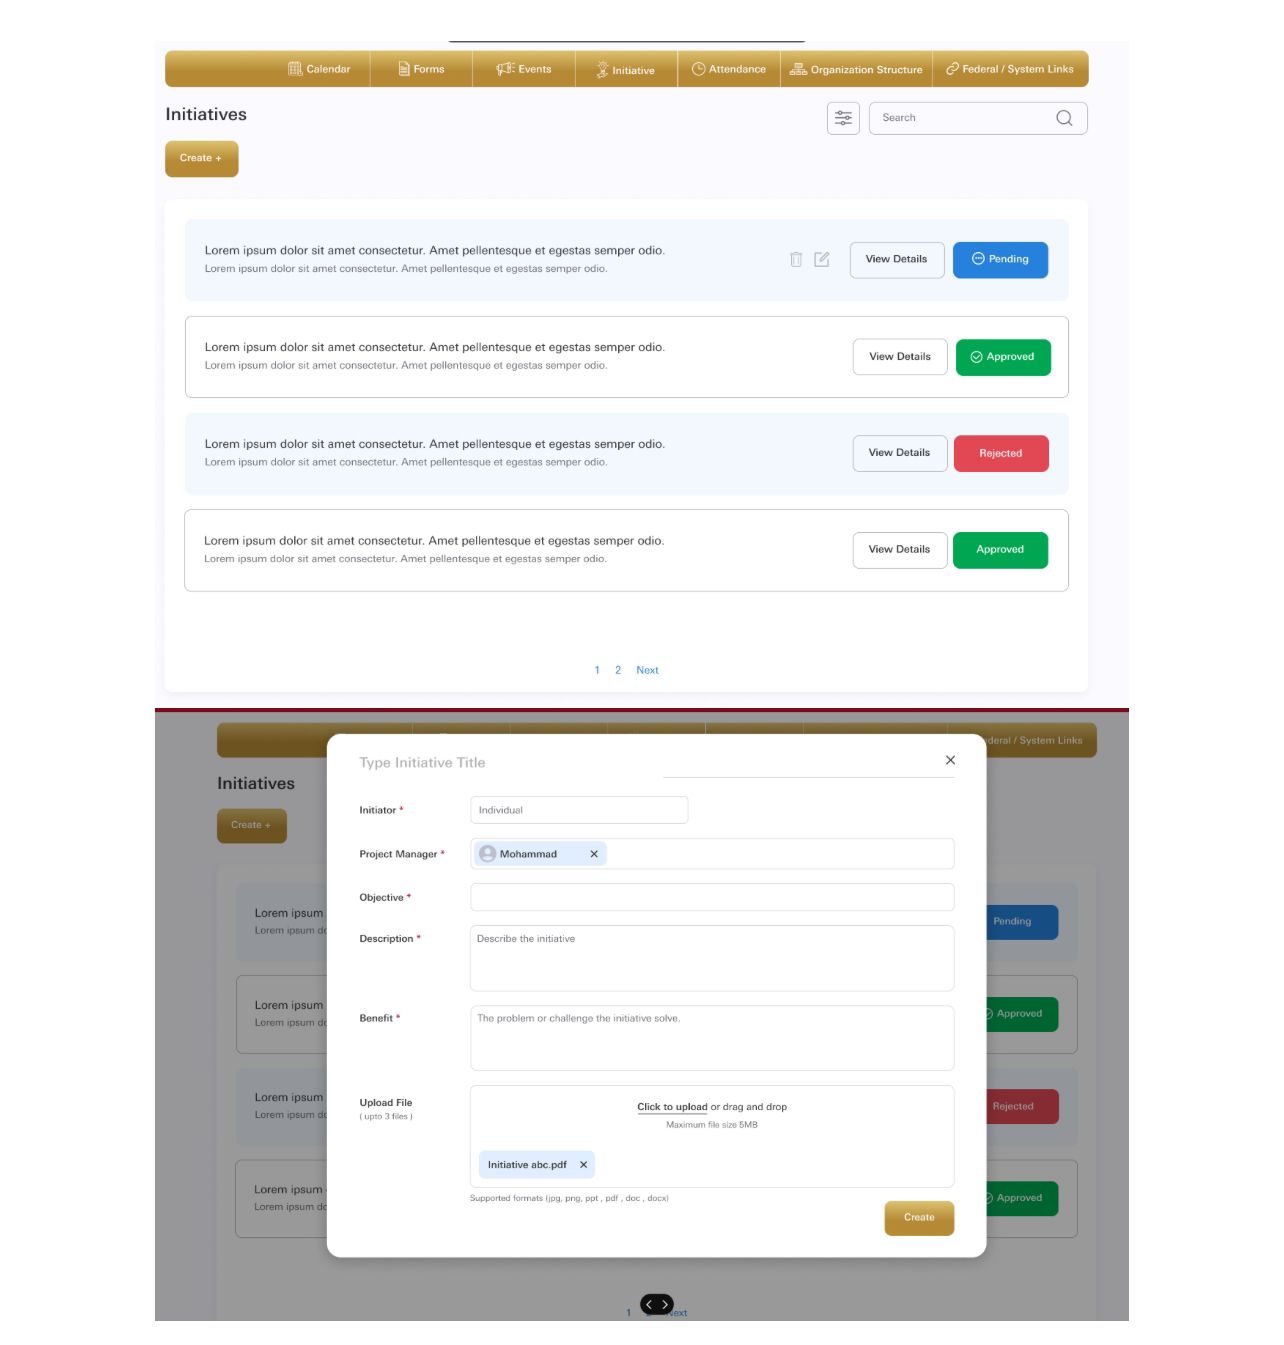 Calendar Forms Events Initiative Attendance Organization Structure Federal / System Links
Initiatives
Search
Create +
Lorem ipsum dolor sit amet consectetur. Amet pellentesque et egestas semper odio.
Lorem ipsum dolor sit amet consectetur. Amet pellentesque et egestas semper odio.
View Details Pending
Lorem ipsum dolor sit amet consectetur. Amet pellentesque et egestas semper odio.
Lorem ipsum dolor sit amet consectetur. Amet pellentesque et egestas semper odio.
View Details Approved
Lorem ipsum dolor sit amet consectetur. Amet pellentesque et egestas semper odio.
Lorem ipsum dolor sit amet consectetur. Amet pellentesque et egestas semper odio.
View Details Rejected
Lorem ipsum dolor sit amet consectetur. Amet pellentesque et egestas semper odio.
Lorem ipsum dolor sit amet consectetur. Amet pellentesque et egestas semper odio.
View Details Approved
1 2 Next
/ System Links
Initiatives
Create +
Type Initiative Title
Initiator * Individual
Project Manager * Mohammad
Objective *
Description * Describe the initiative
Benefit * The problem or challenge the initiative solve.
Upload File
( upto 3 files )
Click to upload or drag and drop
Maximum file size 5MB
Initiative abc.pdf
Supported formats (jpg, png, ppt , pdf , doc , docx)
Create
Lorem ipsum
Lorem ipsum
Pending
Lorem ipsum
Lorem ipsum
Approved
Lorem ipsum
Lorem ipsum
Rejected
Lorem ipsum
Lorem ipsum
Approved
1